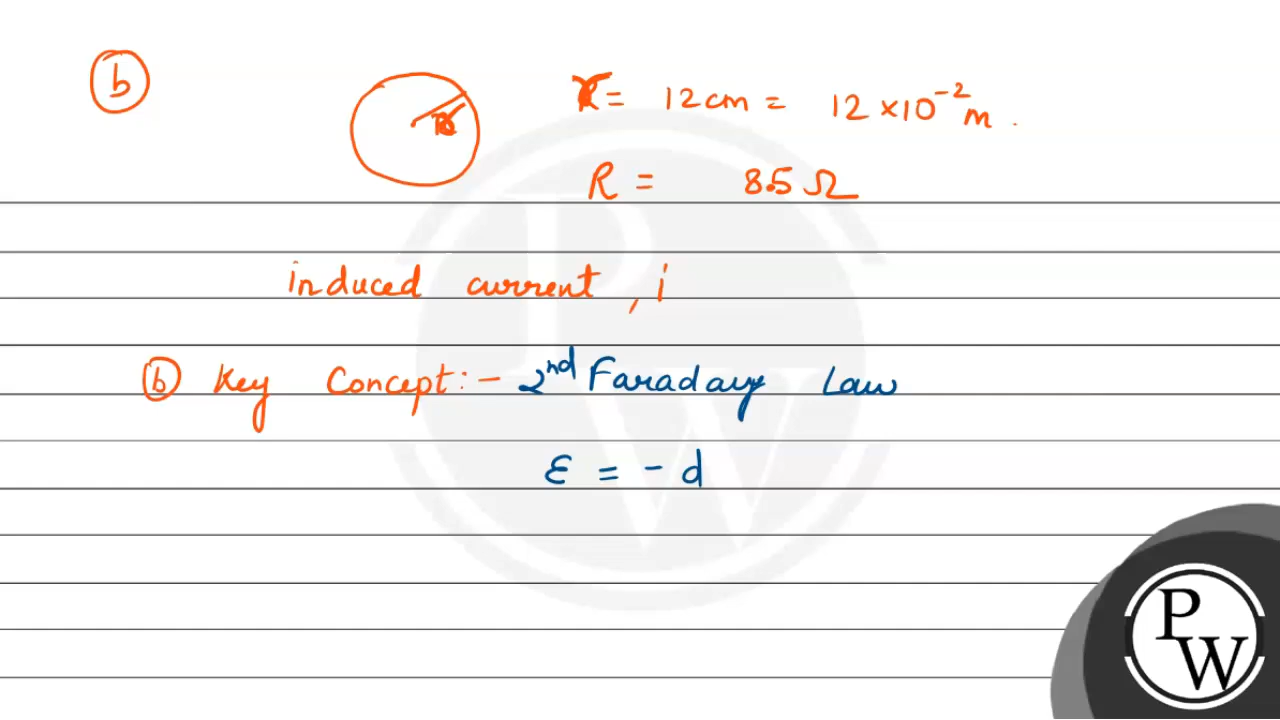 b
r = 12 cm = 12 × 10⁻² m.
R = 8.5 Ω
induced current, i
(b) Key Concept:- 2nd Faraday Law
ε = - d
PW